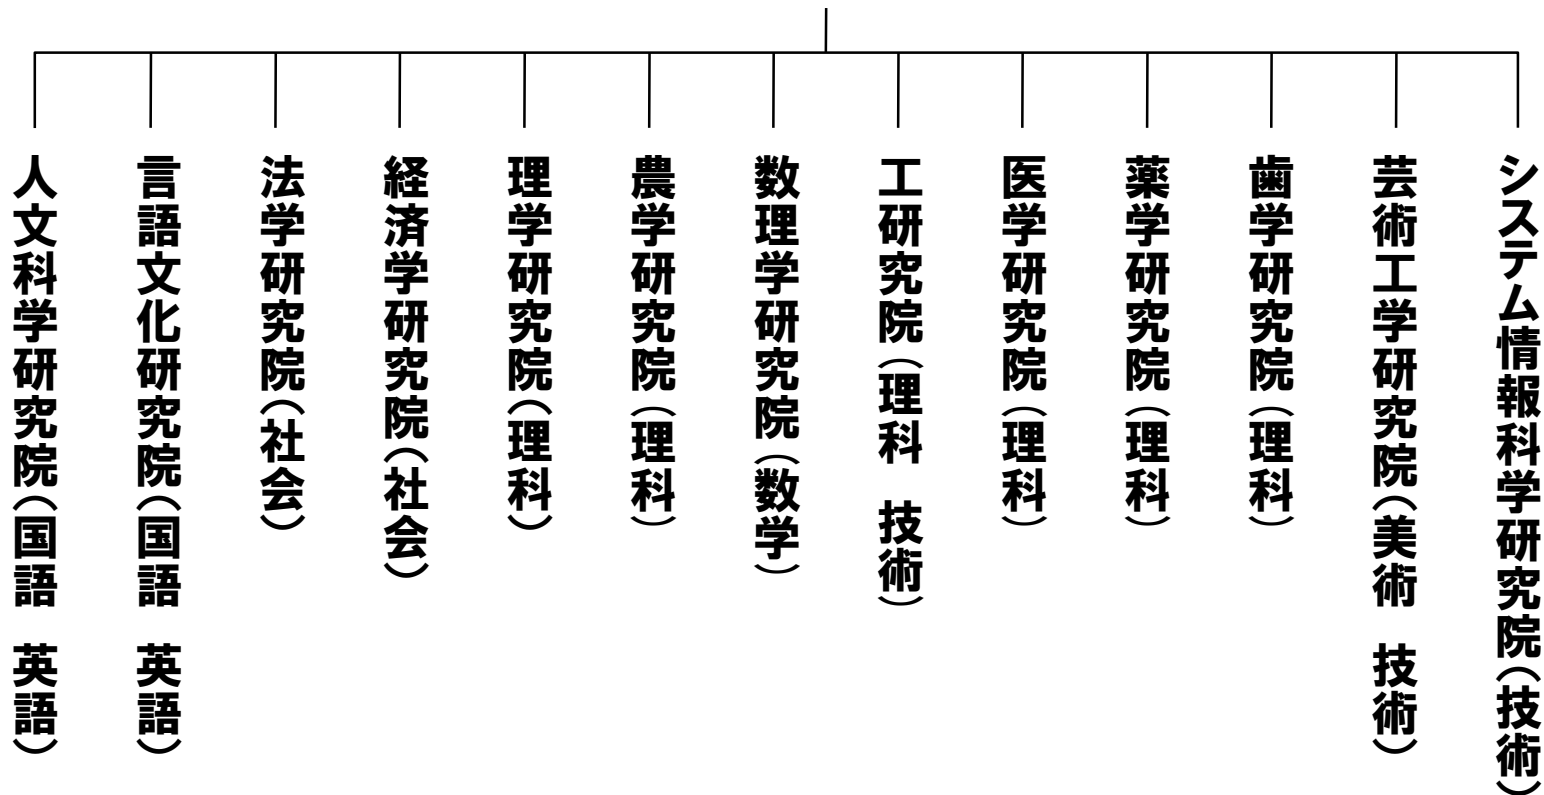 人文科学研究院(国語　英語)
言語文化研究院(国語　英語)
法学研究院(社会)
経済学研究院(社会)
理学研究院(理科)
農学研究院(理科)
数理学研究院(数学)
工研究院(理科　技術)
医学研究院(理科)
薬学研究院(理科)
歯学研究院(理科)
芸術工学研究院(美術　技術)
システム情報科学研究院(技術)